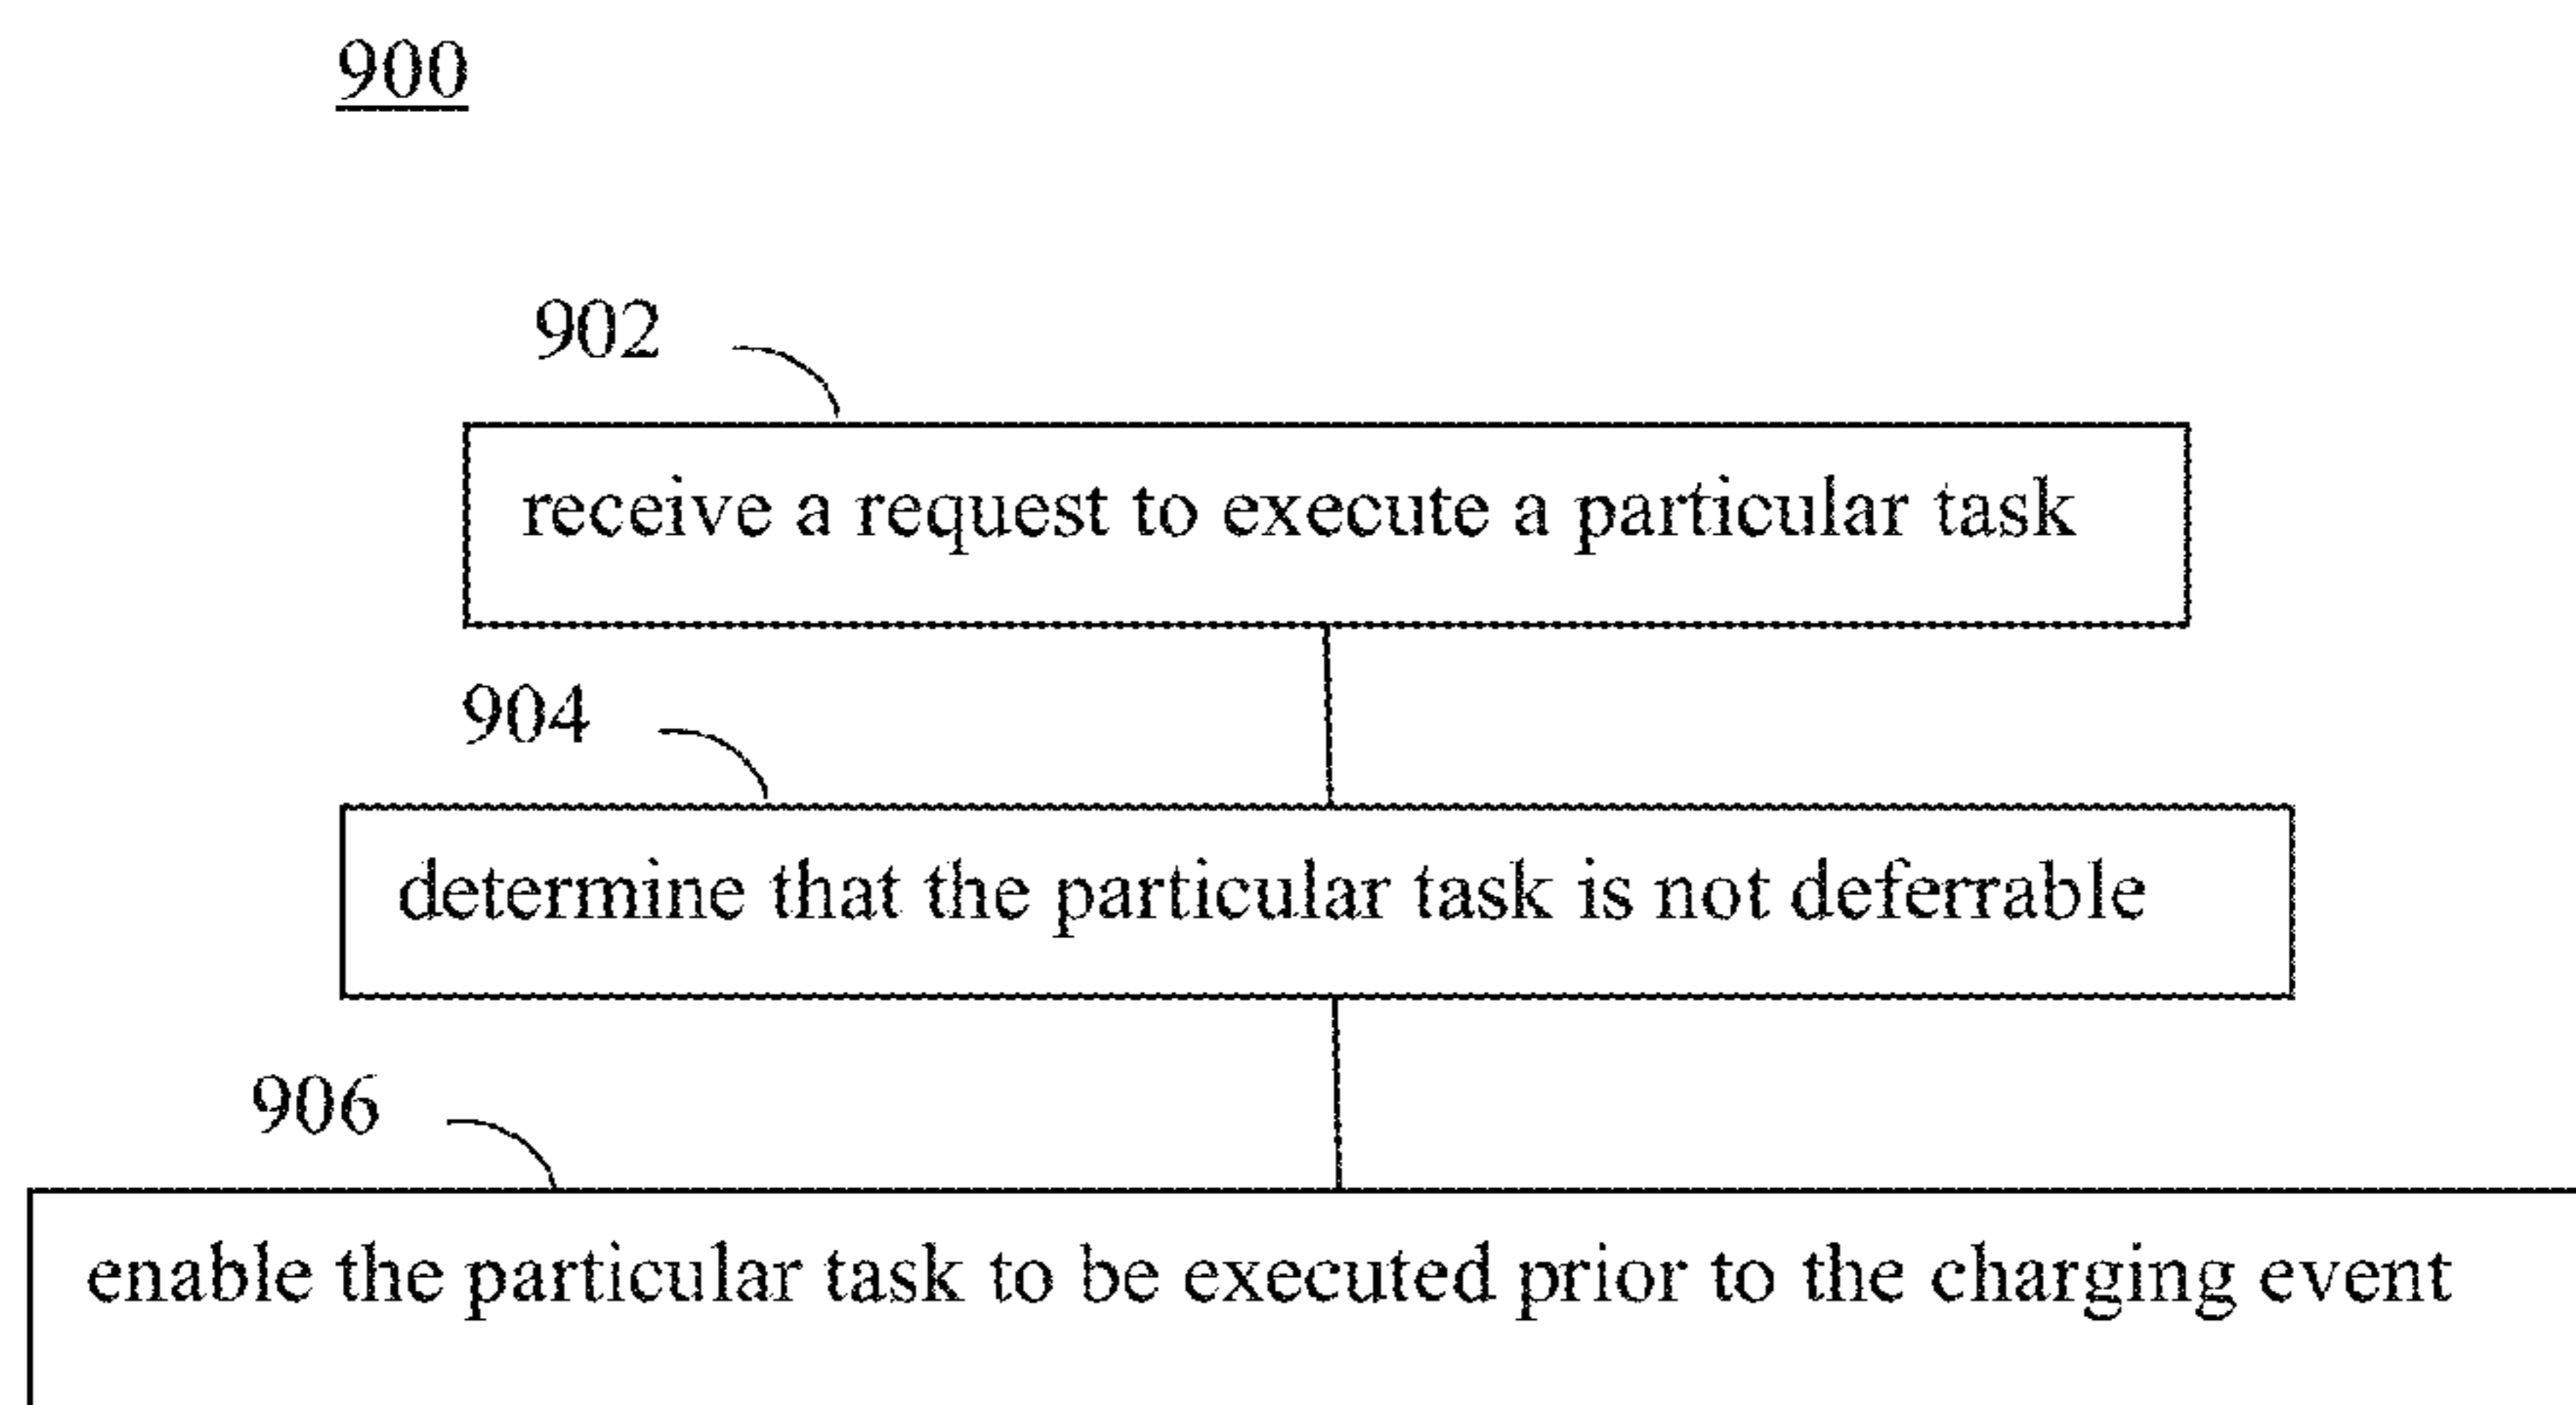 900
902
receive a request to execute a particular task
904
determine that the particular task is not deferrable
906
enable the particular task to be executed prior to the charging event